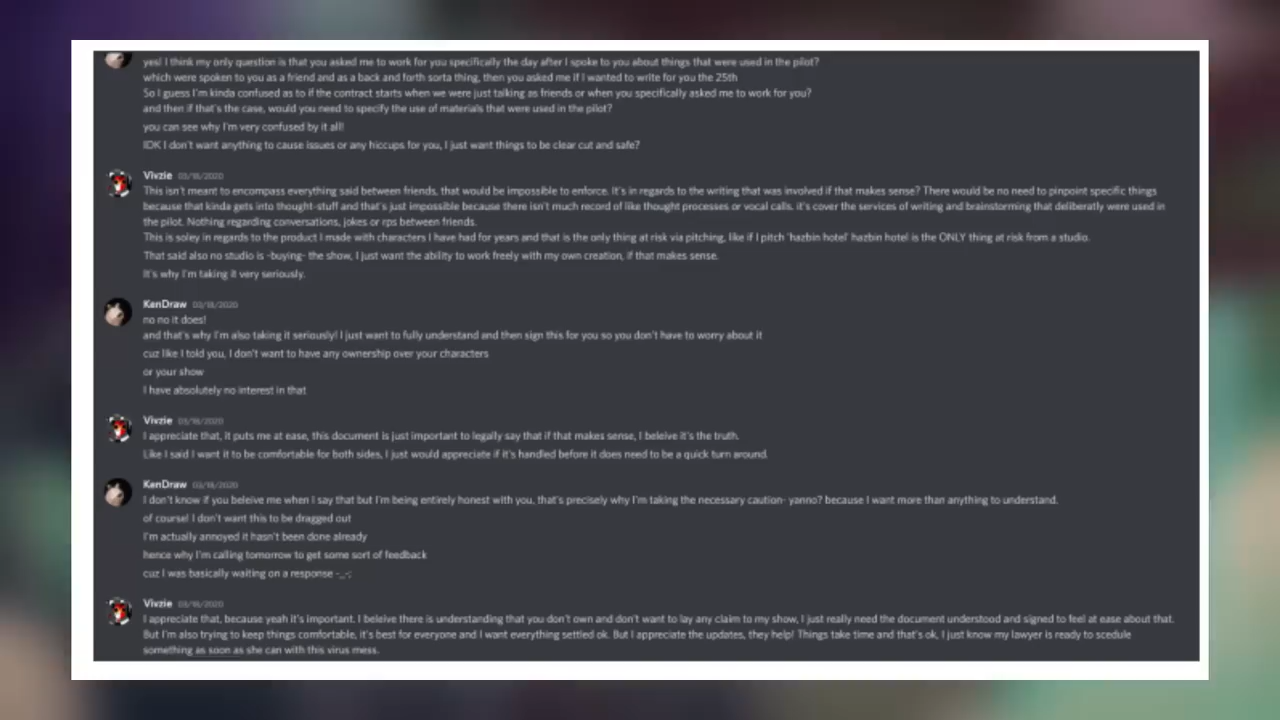 yes! I think my only question is that you asked me to work for you specifically the day after I spoke to you about things that were used in the pilot?
which were spoken to you as a friend and as a back and forth sorta thing, then you asked me if I wanted to write for you the 25th
So I guess I'm kinda confused as to if the contract starts when we were just talking as friends or when you specifically asked me to work for you?
and then if that's the case, would you need to specify the use of materials that were used in the pilot?
you can see why I'm very confused by it all!
IDK I don't want anything to cause issues or any hiccups for you, I just want things to be clear cut and safe?
Vivzie 03/18/2020
This isn't meant to encompass everything said between friends, that would be impossible to enforce. It's in regards to the writing that was involved if that makes sense? There would be no need to pinpoint specific things
because that kinda gets into thought-stuff and that's just impossible because there isn't much record of like thought processes or vocal calls. it's cover the services of writing and brainstorming that deliberatly were used in
the pilot. Nothing regarding conversations, jokes or rps between friends.
This is soley in regards to the product I made with characters I have had for years and that is the only thing at risk via pitching, like if I pitch 'hazbin hotel' hazbin hotel is the ONLY thing at risk from a studio.
That said also no studio is -buying- the show, I just want the ability to work freely with my own creation, if that makes sense.
It's why I'm taking it very seriously.
KenDraw 03/18/2020
no no it does!
and that's why I'm also taking it seriously! I just want to fully understand and then sign this for you so you don't have to worry about it
cuz like I told you, I don't want to have any ownership over your characters
or your show
I have absolutely no interest in that
Vivzie 03/18/2020
I appreciate that, it puts me at ease, this document is just important to legally say that if that makes sense, I beleive it's the truth.
Like I said I want it to be comfortable for both sides, I just would appreciate if it's handled before it does need to be a quick turn around.
KenDraw 03/18/2020
I don't know if you beleive me when I say that but I'm being entirely honest with you, that's precisely why I'm taking the necessary caution- yanno? because I want more than anything to understand.
of course! I don't want this to be dragged out
I'm actually annoyed it hasn't been done already
hence why I'm calling tomorrow to get some sort of feedback
cuz I was basically waiting on a response -_-;
Vivzie 03/18/2020
I appreciate that, because yeah it's important. I beleive there is understanding that you don't own and don't want to lay any claim to my show, I just really need the document understood and signed to feel at ease about that.
But I'm also trying to keep things comfortable, it's best for everyone and I want everything settled ok. But I appreciate the updates, they help! Things take time and that's ok, I just know my lawyer is ready to scedule
something as soon as she can with this virus mess.